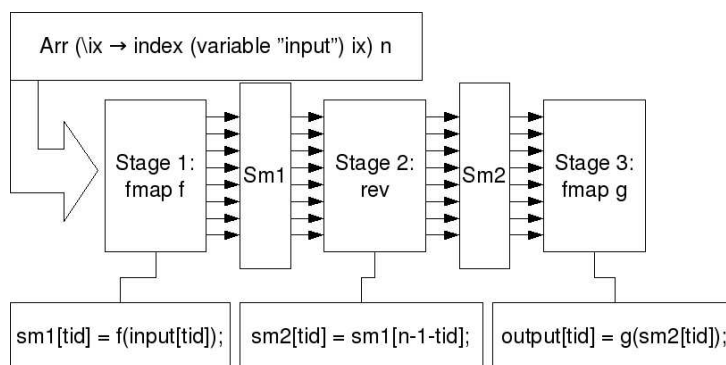 Arr (\ix → index (variable ”input”) ix) n
Stage 1:
fmap f
Sm1
Stage 2:
rev
Sm2
Stage 3:
fmap g
sm1[tid] = f(input[tid);
sm2[tid] = sm1[n-1-tid];
output[tid] = g(sm2[tid);